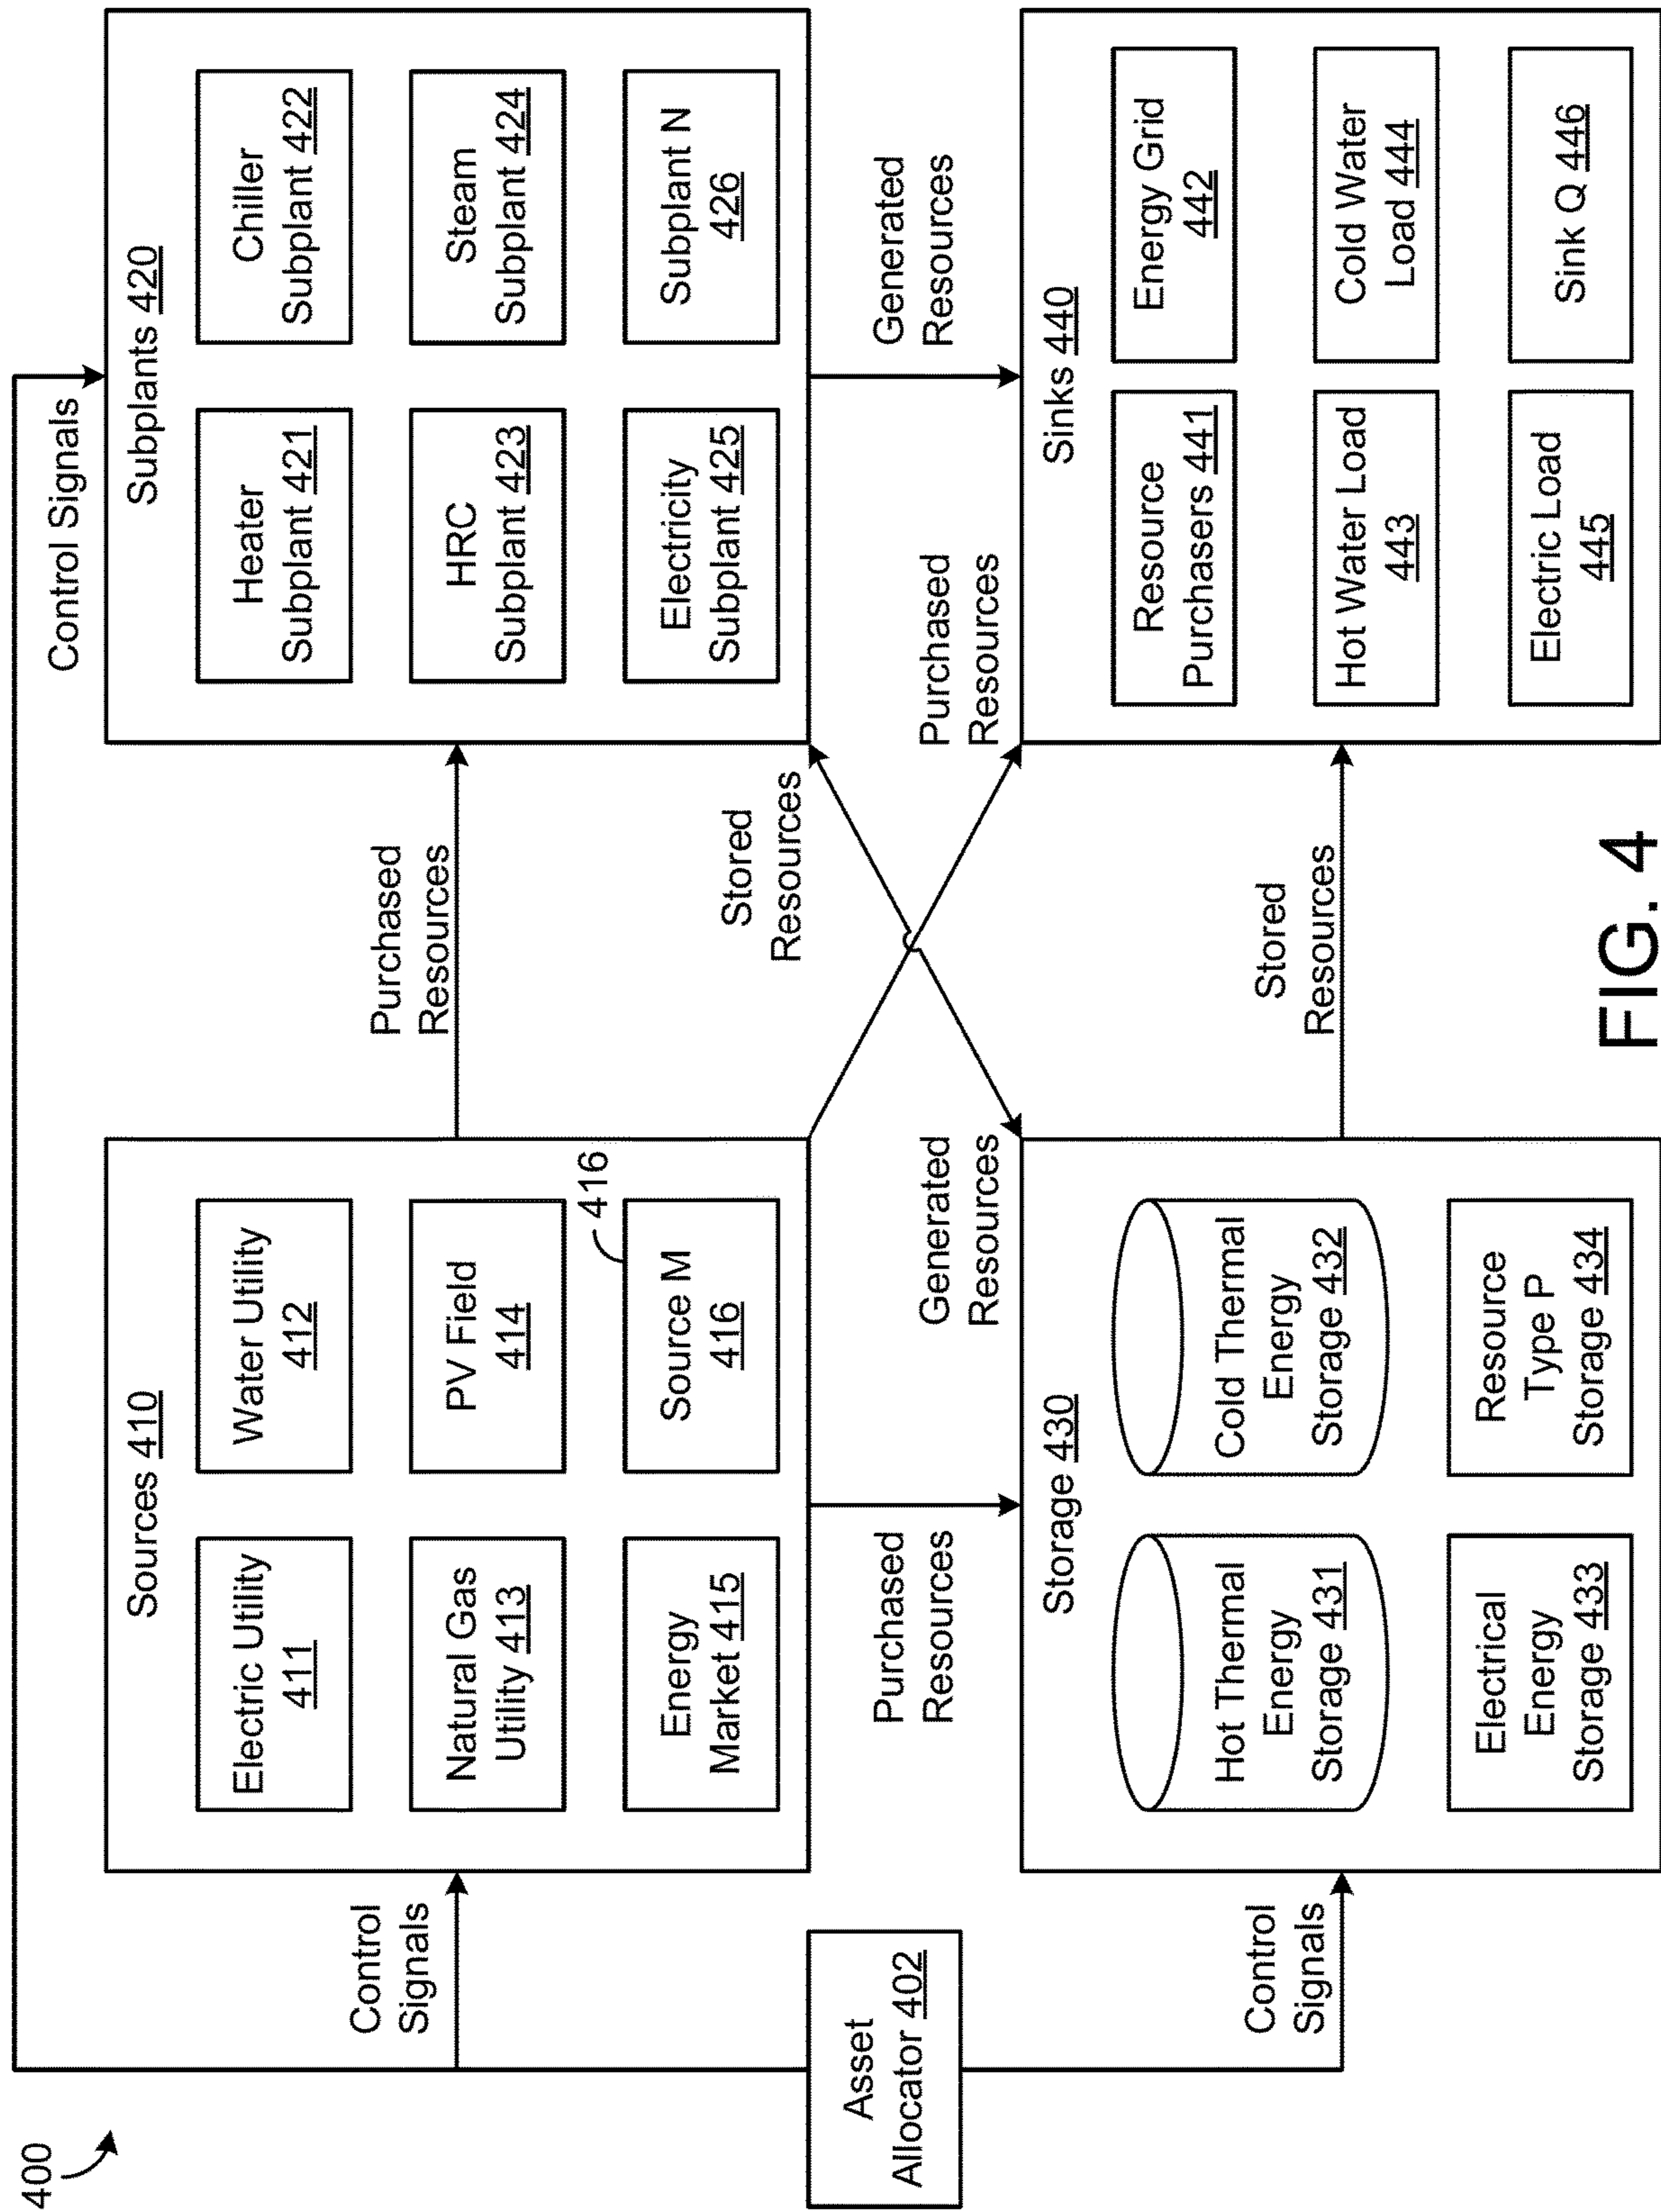 400
Control Signals
Sources 410
Electric Utility
411
Water Utility
412
Natural Gas
Utility 413
PV Field
414
Energy
Market 415
Source M
416
416
Subplants 420
Heater
Subplant 421
Chiller
Subplant 422
HRC
Subplant 423
Steam
Subplant 424
Electricity
Subplant 425
Subplant N
426
Control
Signals
Purchased
Resources
Asset
Allocator 402
Purchased
Resources
Generated
Resources
Stored
Resources
Purchased
Resources
Generated
Resources
Storage 430
Hot Thermal
Energy
Storage 431
Cold Thermal
Energy
Storage 432
Electrical
Energy
Storage 433
Resource
Type P
Storage 434
Sinks 440
Resource
Purchasers 441
Energy Grid
442
Hot Water Load
443
Cold Water
Load 444
Electric Load
445
Sink Q 446
Control
Signals
Stored
Resources
FIG. 4